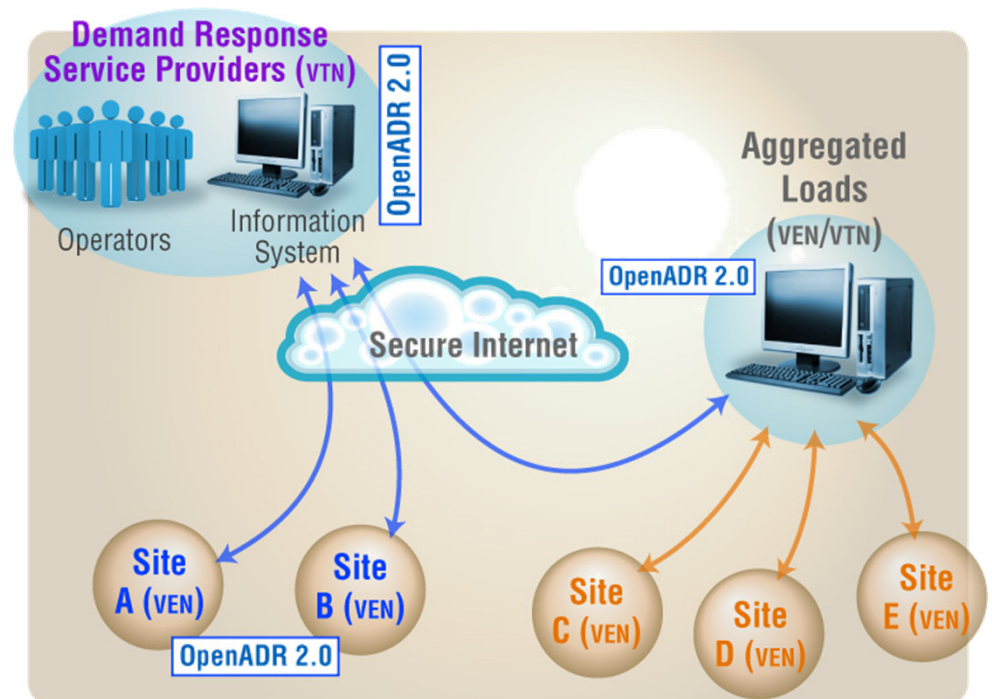 Demand Response
Service Providers (VTN)
OpenADR 2.0
Operators
Information
System
Aggregated
Loads
(VEN/VTN)
OpenADR 2.0
Secure Internet
Site
A (VEN)
Site
B (VEN)
OpenADR 2.0
Site
C (VEN)
Site
D (VEN)
Site
E (VEN)